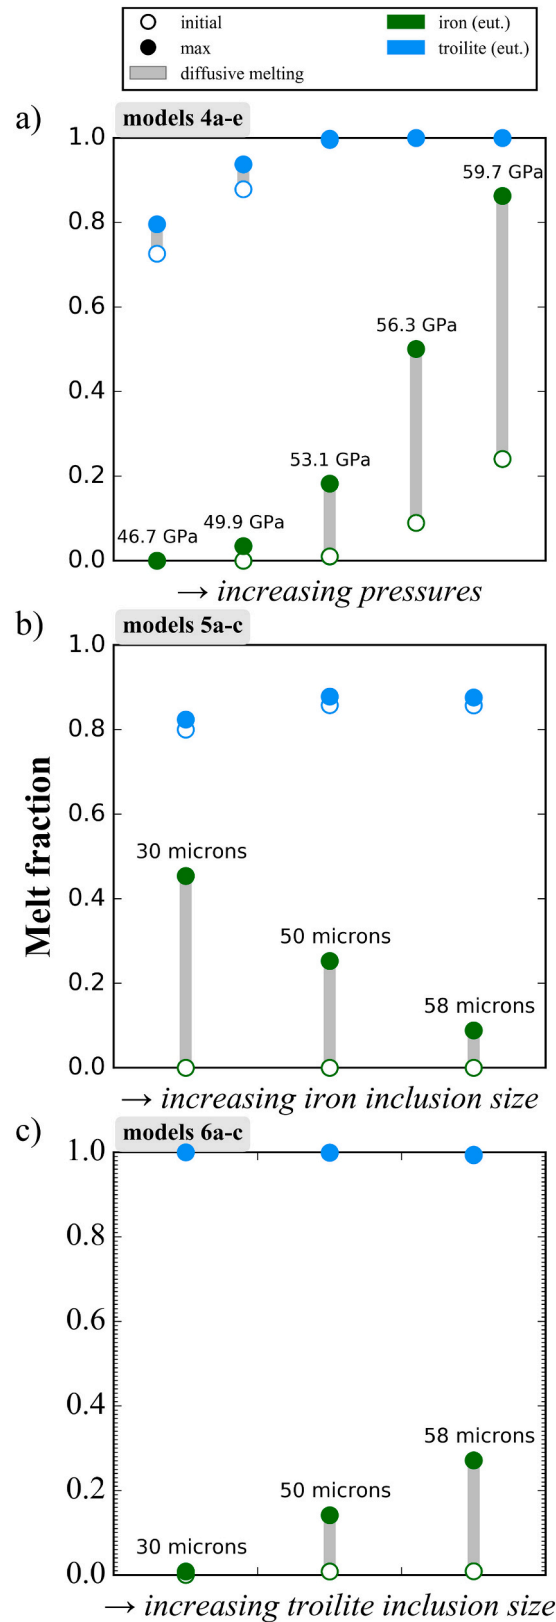 initial
max
diffusive melting
iron (eut.)
troilite (eut.)
a)
models 4a-e
1.0
0.8
0.6
0.4
0.2
0.0
46.7 GPa
49.9 GPa
53.1 GPa
56.3 GPa
59.7 GPa
→ increasing pressures
b)
models 5a-c
1.0
0.8
0.6
0.4
0.2
0.0
Melt fraction
30 microns
50 microns
58 microns
→ increasing iron inclusion size
c)
models 6a-c
1.0
0.8
0.6
0.4
0.2
0.0
30 microns
50 microns
58 microns
→ increasing troilite inclusion size